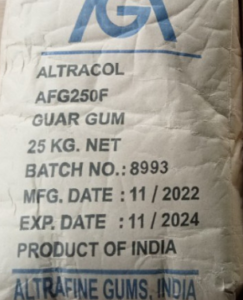 AGI
ALTRACOL
AFG250F
GUAR GUM
25 KG. NET
BATCH NO.: 8993
MFG. DATE : 11 / 2022
EXP. DATE : 11 / 2024
PRODUCT OF INDIA
ALTRAFINE GUMS, INDIA